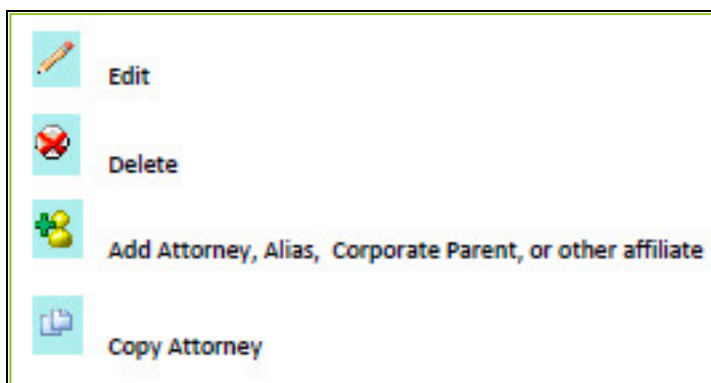 Edit
Delete
Add Attorney, Alias, Corporate Parent, or other affiliate
Copy Attorney